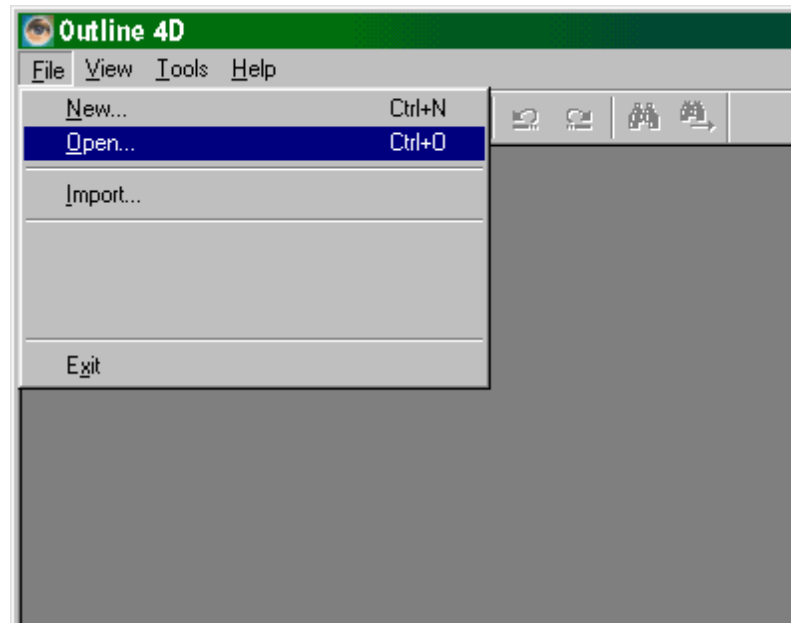 Outline 4D
File View Tools Help
New... Ctrl+N
Open... Ctrl+O
Import...
Exit